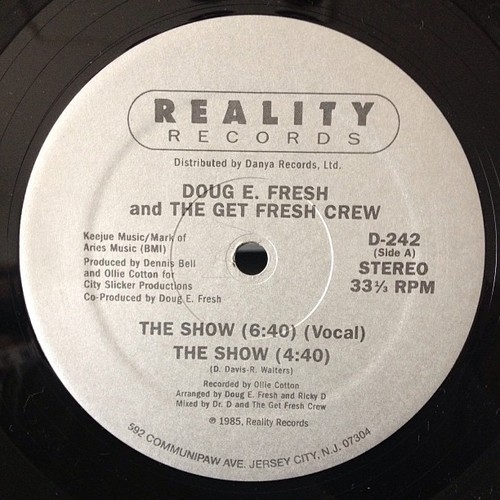 REALITY
RECORDS
Distributed by Danya Records, Ltd.
DOUG E. FRESH
and THE GET FRESH CREW
Keejue Music/Mark of
Aries Music (BMI)
Produced by Dennis Bell
and Ollie Cotton for
City Slicker Productions
Co-Produced by Doug E. Fresh
D-242
(Side A)
STEREO
33 1/3 RPM
THE SHOW (6:40) (Vocal)
THE SHOW (4:40)
(D. Davis-R. Walters)
Recorded by Ollie Cotton
Arranged by Doug E. Fresh and Ricky D
Mixed by Dr. D and The Get Fresh Crew
℗ 1985, Reality Records
592 COMMUNIPAW AVE. JERSEY CITY, N.J. 07304